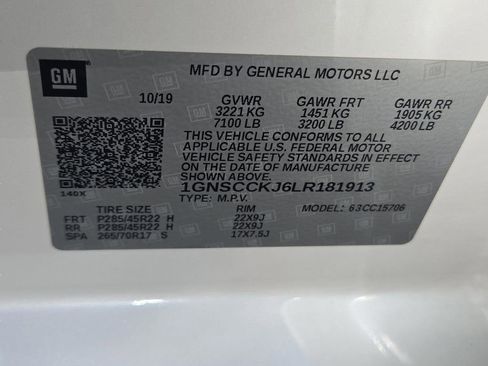 GM
MFD BY GENERAL MOTORS LLC
10/19 GVWR GAWR FRT GAWR RR
3221 KG 1451 KG 1905 KG
7100 LB 3200 LB 4200 LB
THIS VEHICLE CONFORMS TO ALL
APPLICABLE U.S. FEDERAL MOTOR
VEHICLE SAFETY STANDARDS IN EFFECT
ON THE DATE OF MANUFACTURE
SHOWN ABOVE.
1GNSCCKJ6LR181913
140X
TYPE: M.P.V. MODEL: 63CC15706
TIRE SIZE RIM
FRT P285/45R22 H 22X9J
RR P285/45R22 H 22X9J
SPA 265/70R17 S 17X7.5J